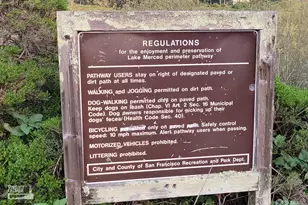 REGULATIONS
for the enjoyment and preservation of
Lake Merced perimeter pathway
PATHWAY USERS stay on right of designated paved or
dirt path at all times.
WALKING and JOGGING permitted on dirt path.
DOG-WALKING permitted only on paved path.
Keep dogs on leash (Chap. VI Art. 2 Sec. 16 Municipal
Code). Dog owners responsible for picking up their
dogs' feces (Health Code Sec. 40).
BICYCLING permitted only on paved path. Safely control
speed: 10 mph maximum. Alert pathway users when passing.
MOTORIZED VEHICLES prohibited.
LITTERING prohibited.
City and County of San Francisco Recreation and Park Dept.